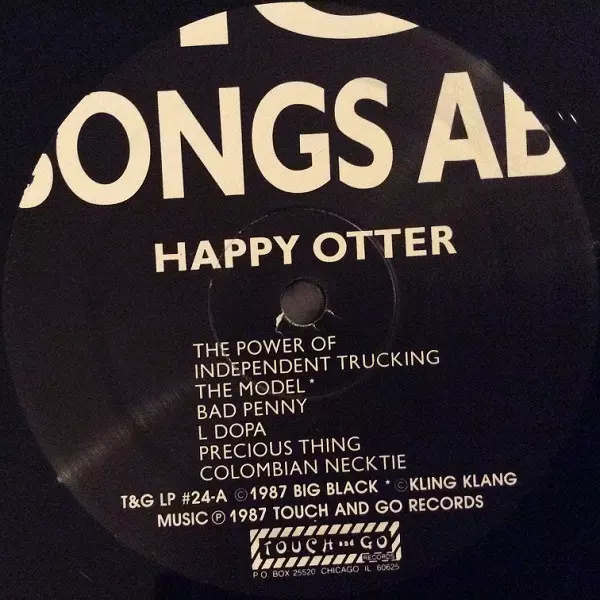 SONGS AB
HAPPY OTTER
THE POWER OF
INDEPENDENT TRUCKING
THE MODEL *
BAD PENNY
L DOPA
PRECIOUS THING
COLOMBIAN NECKTIE
T&G LP #24-A ©1987 BIG BLACK * ©KLING KLANG
MUSIC ℗ 1987 TOUCH AND GO RECORDS
TOUCH and GO
RECORDS
P.O. BOX 25520 CHICAGO IL 60625